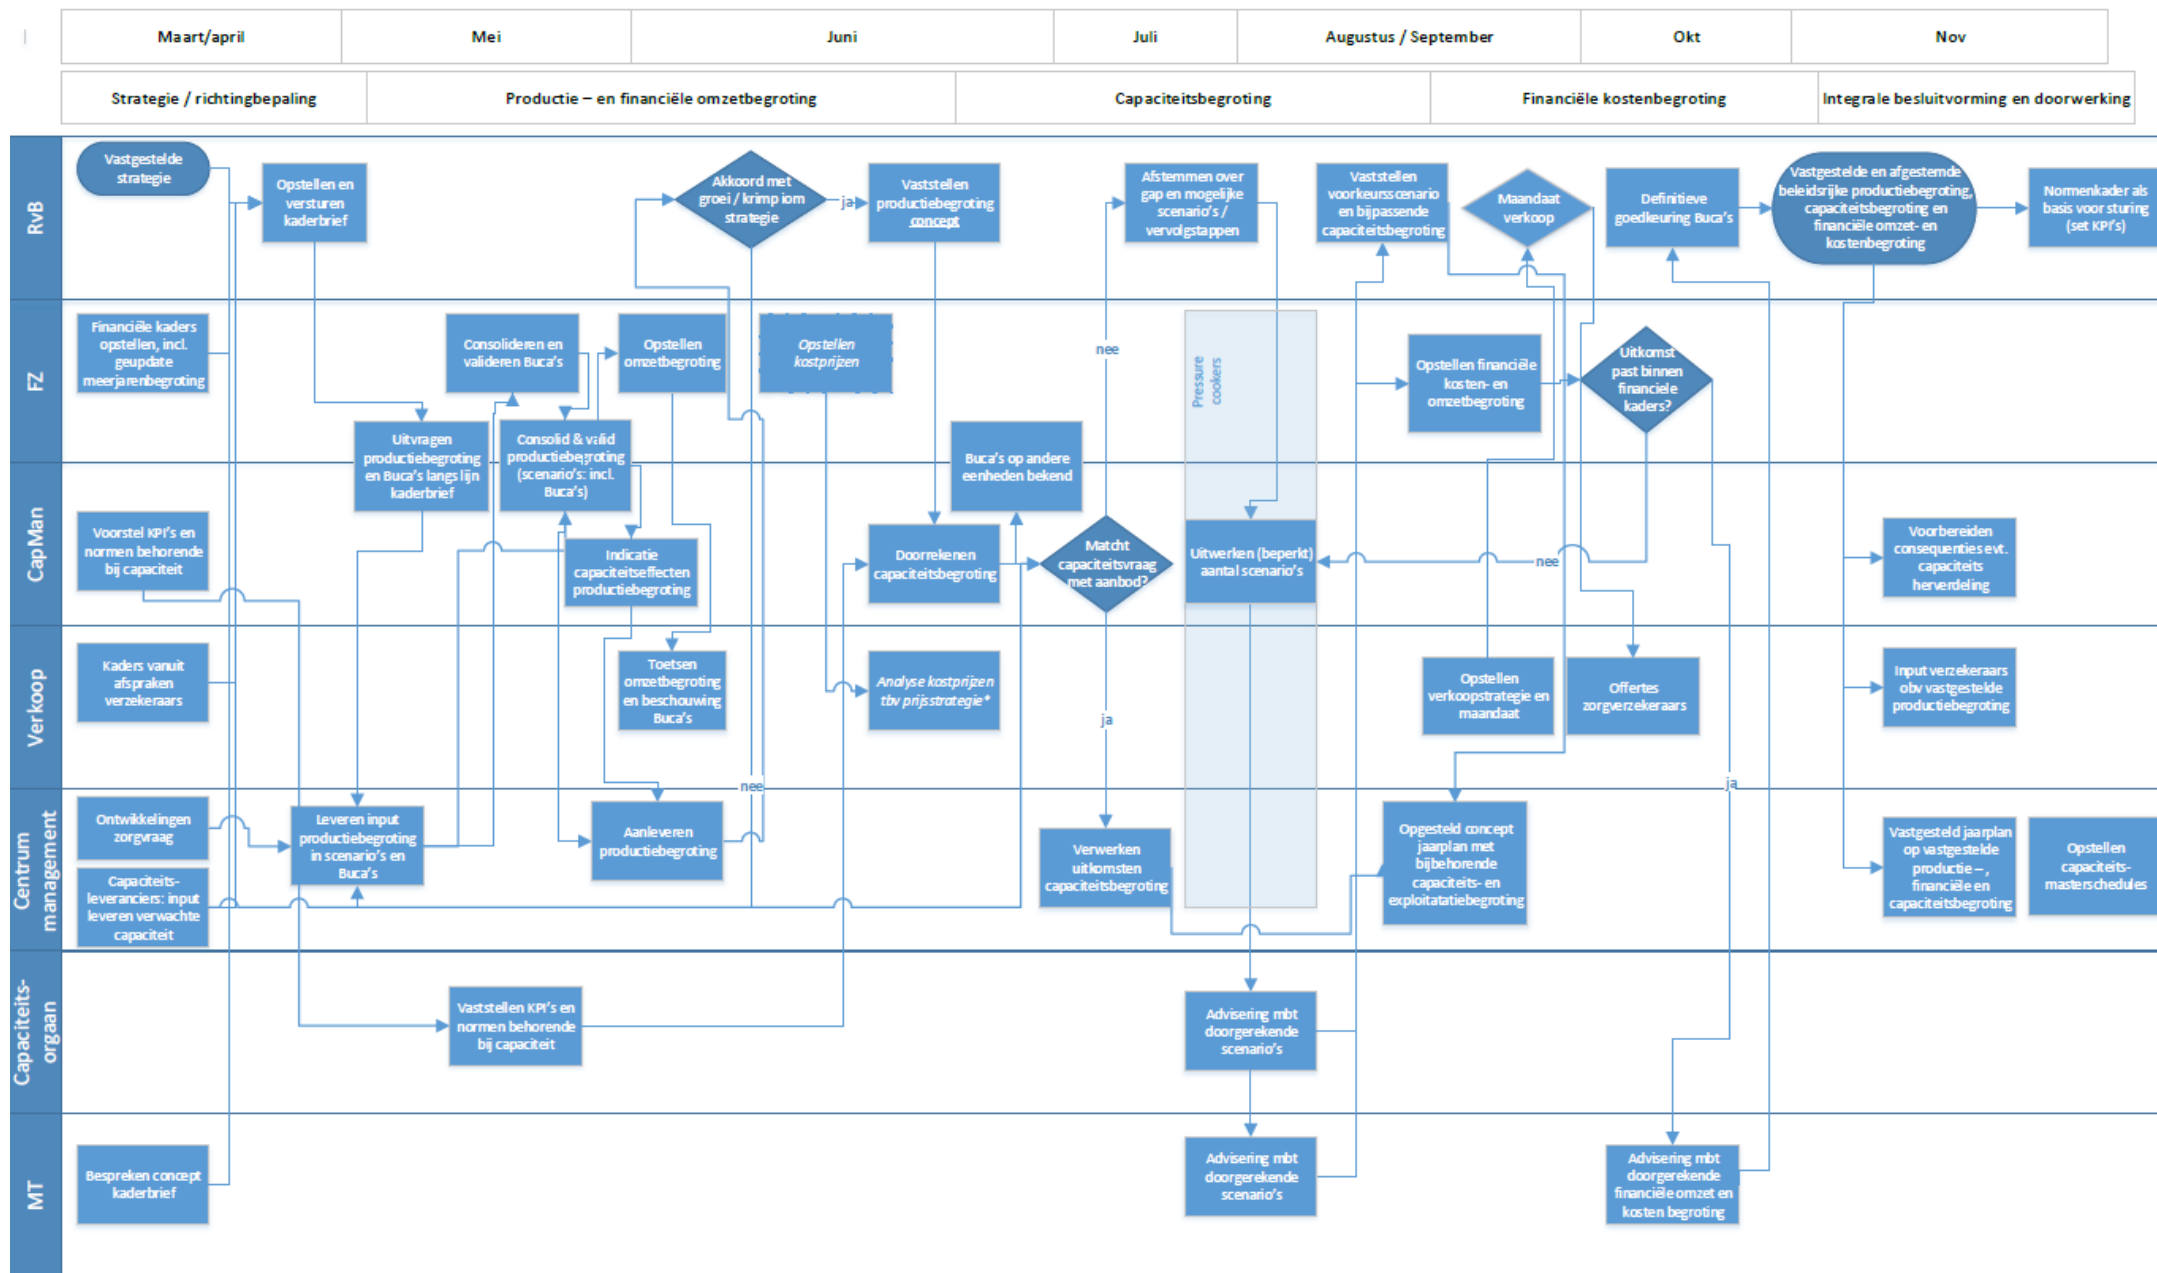 Maart/april
Mei
Juni
Juli
Augustus / September
Okt
Nov
Strategie / richtingbepaling
Productie – en financiële omzetbegroting
Capaciteitsbegroting
Financiële kostenbegroting
Integrale besluitvorming en doorwerking
RvB
Vastgestelde
strategie
Opstellen en
versturen
kaderbrief
Akkoord met
groei / krimp iom
strategie
ja
Vaststellen
productiebegroting
concept
Afstemmen over
gap en mogelijke
scenario's /
vervolgstappen
Vaststellen
voorkeursscenario
en bijpassende
capaciteitsbegroting
Maandaat
verkoop
Definitieve
goedkeuring Buca's
Vastgestelde en afgestemde
beleidsrijke productiebegroting,
capaciteitsbegroting en
financiële omzet- en
kostenbegroting
Normenkader als
basis voor sturing
(set KPI's)
FZ
Financiële kaders
opstellen, incl.
geupdate
meerjarenbegroting
Consolideren en
valideren Buca's
Opstellen
omzetbegroting
Opstellen
kostprijzen
nee
Pressure
cookers
Opstellen financiële
kosten- en
omzetbegroting
Uitkomst
past binnen
financiele
kaders?
Uitvragen
productiebegroting
en Buca's langs lijn
kaderbrief
Consolid & valid
productiebegroting
(scenario's: incl.
Buca's)
Buca's op andere
eenheden bekend
CapMan
Voorstel KPI's en
normen behorende
bij capaciteit
Indicatie
capaciteitseffecten
productiebegroting
Doorrekenen
capaciteitsbegroting
Matcht
capaciteitsvraag
met aanbod?
Uitwerken (beperkt)
aantal scenario's
nee
Voorbereiden
consequenties evt.
capaciteits
herverdeling
Verkoop
Kaders vanuit
afspraken
verzekeraars
Toetsen
omzetbegroting
en beschouwing
Buca's
Analyse kostprijzen
tbv prijsstrategie*
ja
Opstellen
verkoopstrategie en
maandaat
Offertes
zorgverzekeraars
Input verzekeraars
obv vastgestelde
productiebegroting
nee
ja
Centrum
management
Ontwikkelingen
zorgvraag
Capaciteits-
leveranciers: input
leveren verwachte
capaciteit
Leveren input
productiebegroting
in scenario's en
Buca's
Aanleveren
productiebegroting
Verwerken
uitkomsten
capaciteitsbegroting
Opgesteld concept
jaarplan met
bijbehorende
capaciteits- en
exploitatatiebegroting
Vastgesteld jaarplan
op vastgestelde
productie – ,
financiële en
capaciteitsbegroting
Opstellen
capaciteits-
masterschedules
Capaciteits-
orgaan
Vaststellen KPI's en
normen behorende
bij capaciteit
Advisering mbt
doorgerekende
scenario's
MT
Bespreken concept
kaderbrief
Advisering mbt
doorgerekende
scenario's
Advisering mbt
doorgerekende
financiële omzet en
kosten begroting